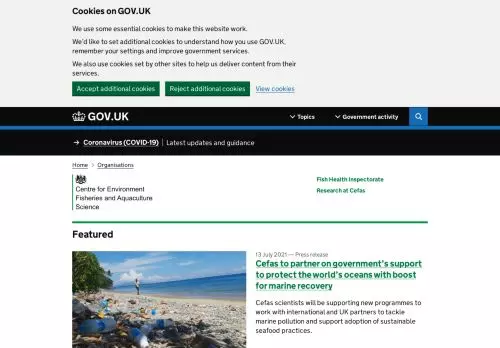 Cookies on GOV.UK
We use some essential cookies to make this website work.
We'd like to set additional cookies to understand how you use GOV.UK,
remember your settings and improve government services.
We also use cookies set by other sites to help us deliver content from their
services.
Accept additional cookies
Reject additional cookies
View cookies
GOV.UK
Topics
Government activity
→ Coronavirus (COVID-19) | Latest updates and guidance
Home > Organisations
Centre for Environment
Fisheries and Aquaculture
Science
Fish Health Inspectorate
Research at Cefas
Featured
13 July 2021 — Press release
Cefas to partner on government's support
to protect the world's oceans with boost
for marine recovery
Cefas scientists will be supporting new programmes to
work with international and UK partners to tackle
marine pollution and support adoption of sustainable
seafood practices.